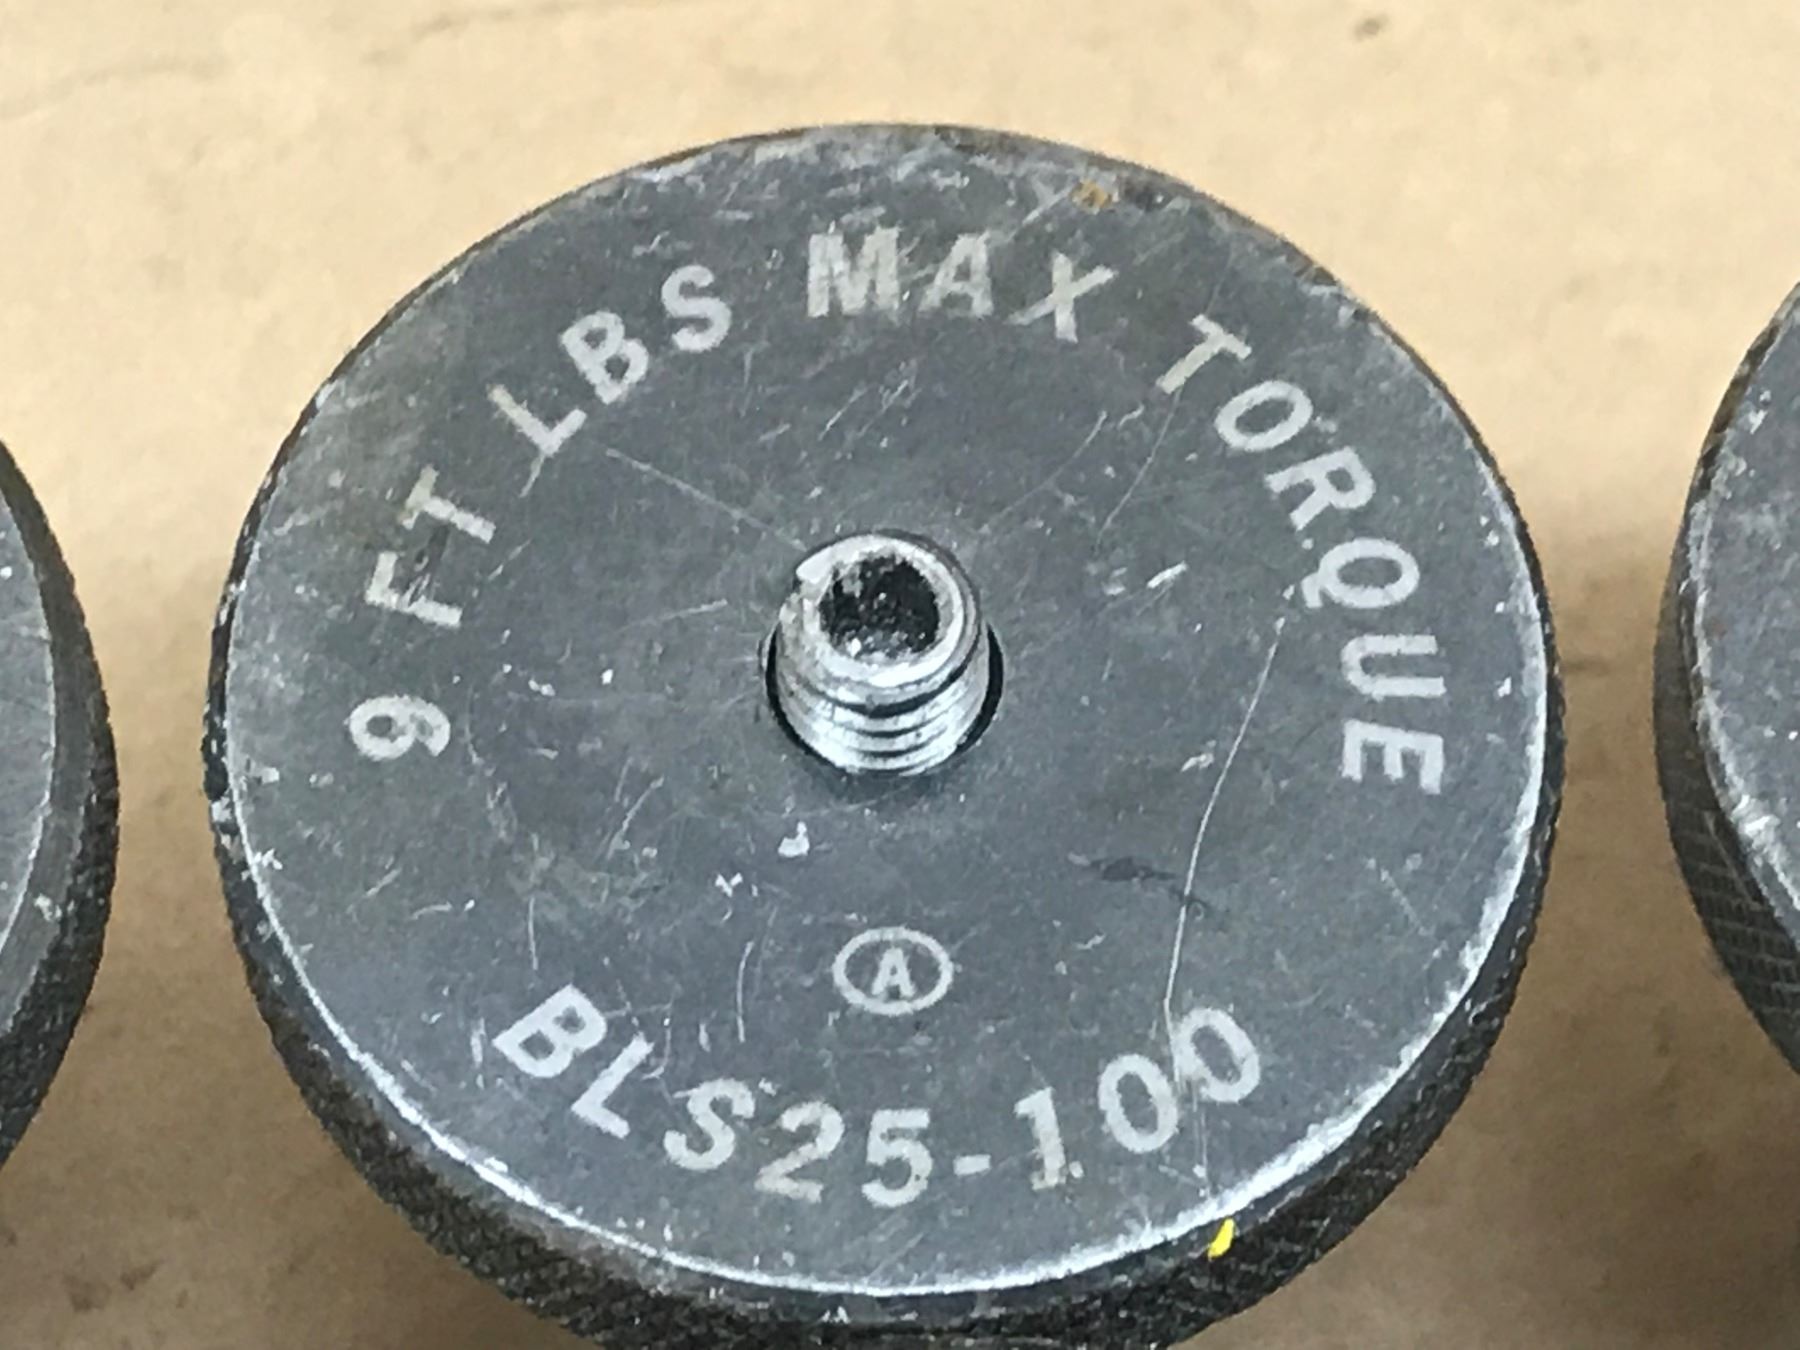 9 FT LBS MAX TORQUE
A
BLS25-100